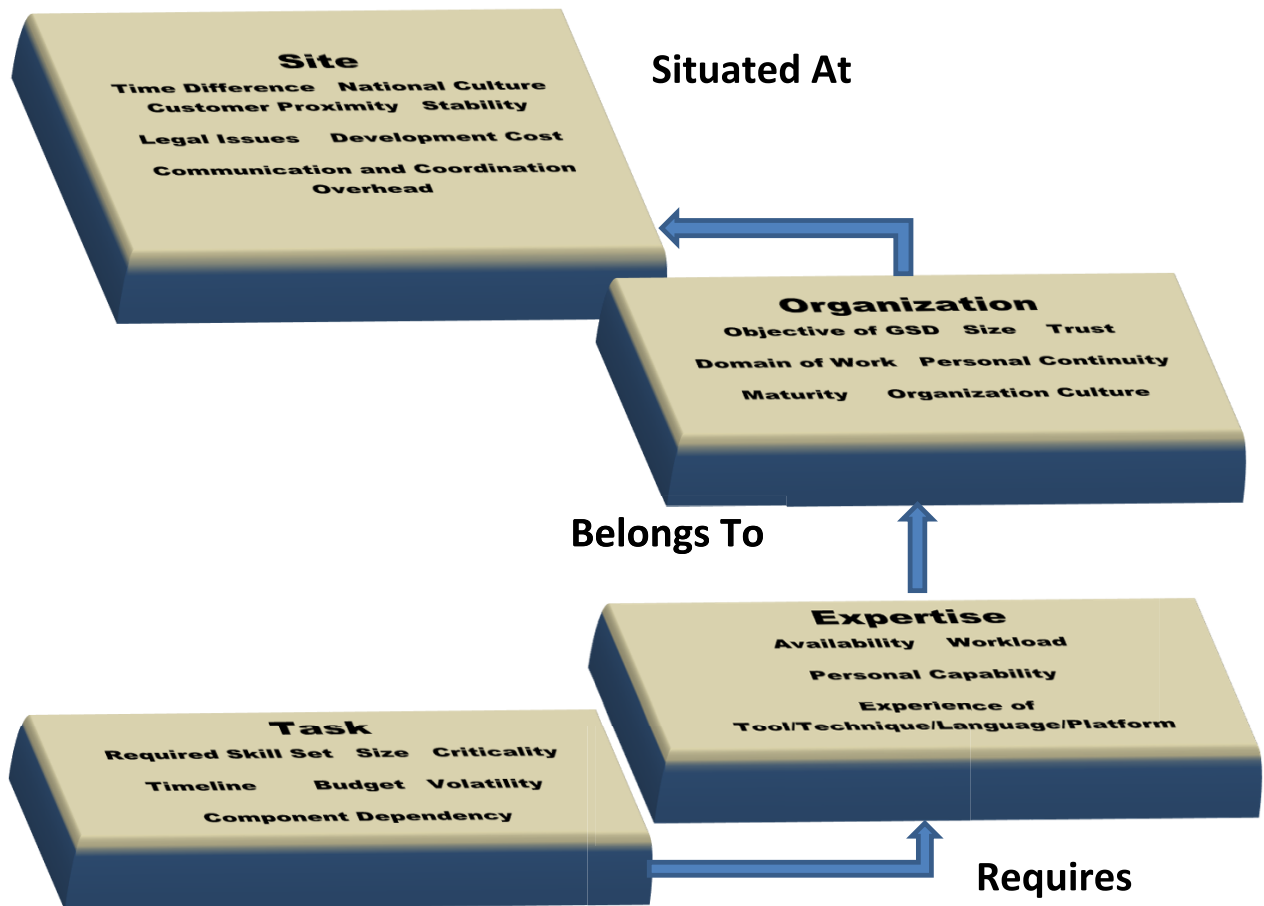 Site
Time Difference National Culture
Customer Proximity Stability
Legal Issues Development Cost
Communication and Coordination
Overhead
Situated At
Organization
Objective of GSD Size Trust
Domain of Work Personal Continuity
Maturity Organization Culture
Belongs To
Expertise
Availability Workload
Personal Capability
Experience of
Tool/Technique/Language/Platform
Task
Required Skill Set Size Criticality
Timeline Budget Volatility
Component Dependency
Requires